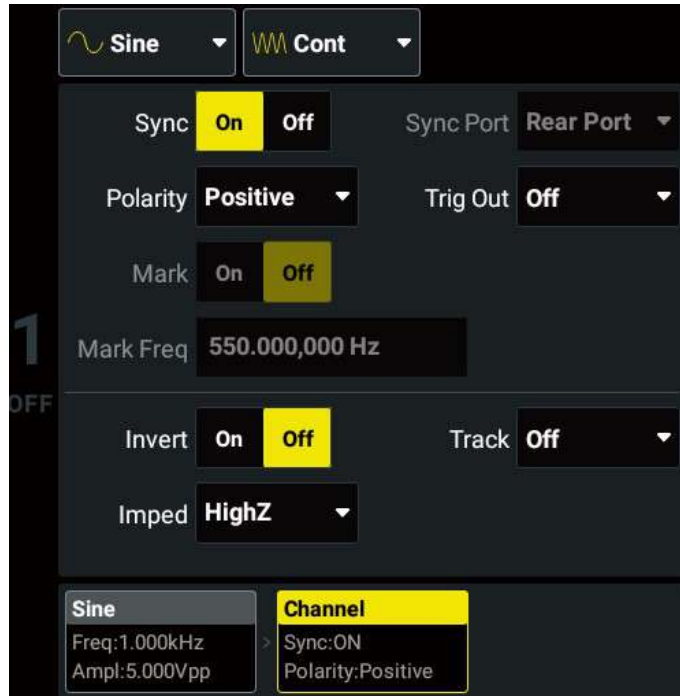 Sine Cont
Sync On Off Sync Port Rear Port
Polarity Positive Trig Out Off
Mark On Off
1
Mark Freq 550.000,000 Hz
OFF
Invert On Off Track Off
Imped HighZ
Sine Channel
Freq:1.000kHz > Sync:ON
Ampl:5.000Vpp Polarity:Positive